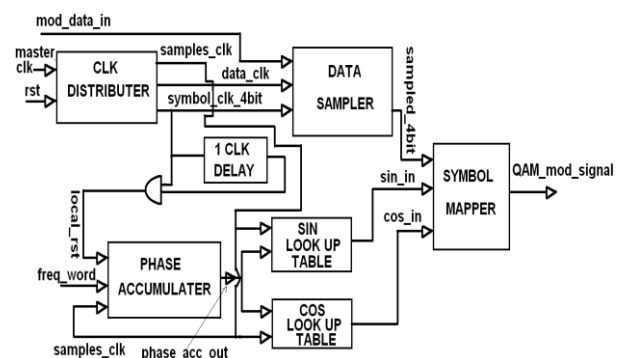 mod_data_in
samples_clk
master
clk
rst
CLK
DISTRIBUTER
data_clk
symbol_clk_4bit
DATA
SAMPLER
sampled_4bit
1 CLK
DELAY
local_rst
sin_in
cos_in
SYMBOL
MAPPER
QAM_mod_signal
SIN
LOOK UP
TABLE
PHASE
ACCUMULATER
freq_word
COS
LOOK UP
TABLE
samples_clk
phase_acc_out